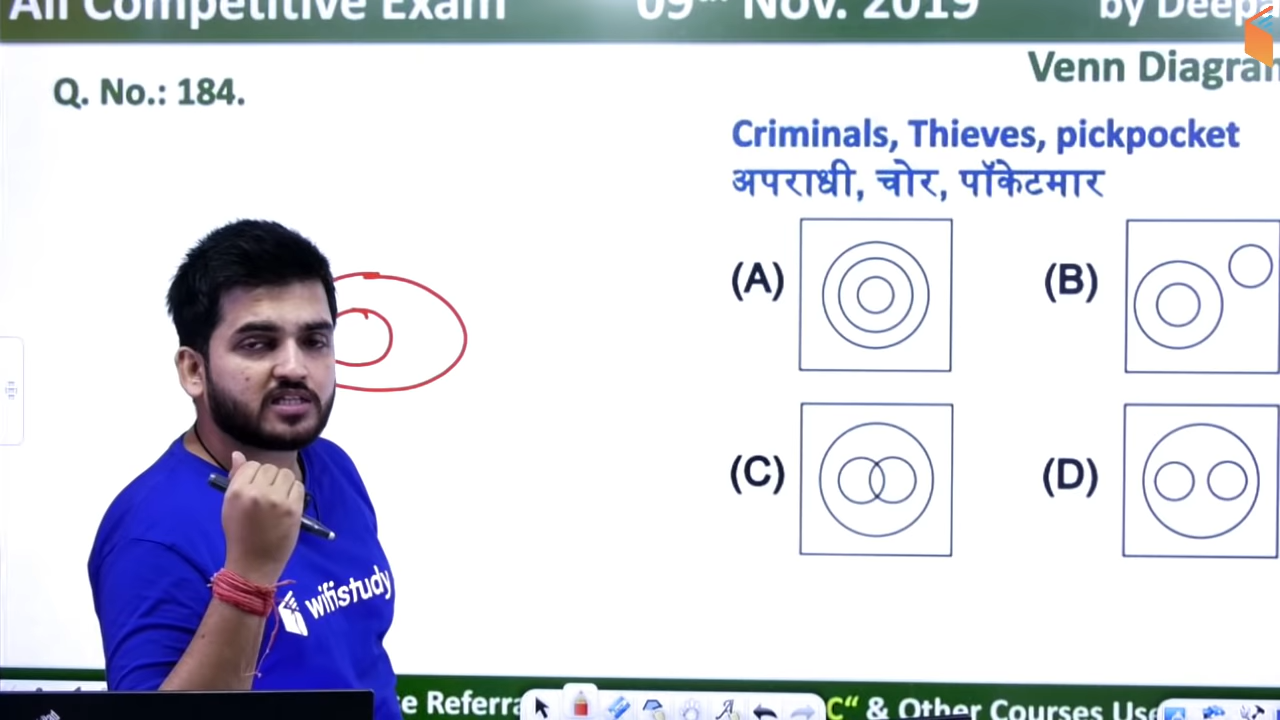 All Competitive Exam 09th Nov. 2019 by Deepa
Venn Diagram
Q. No.: 184.
Criminals, Thieves, pickpocket
अपराधी, चोर, पॉकेटमार
(A)
(B)
(C)
(D)
wifistudy
e Referra
C“ & Other Courses Use